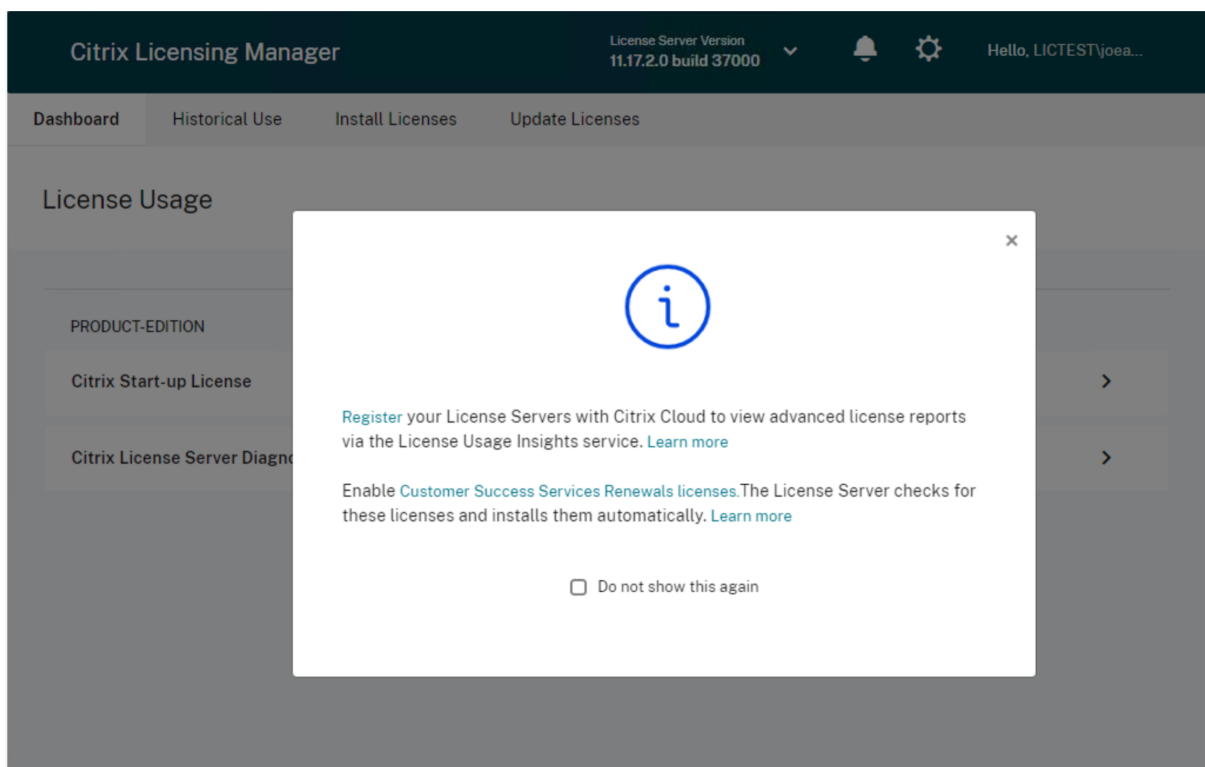 Citrix Licensing Manager
License Server Version
11.17.2.0 build 37000
Hello, LICTEST\joea...
Dashboard
Historical Use
Install Licenses
Update Licenses
License Usage
PRODUCT-EDITION
Citrix Start-up License
Citrix License Server Diagno
Register your License Servers with Citrix Cloud to view advanced license reports
via the License Usage Insights service. Learn more
Enable Customer Success Services Renewals licenses.The License Server checks for
these licenses and installs them automatically. Learn more
Do not show this again